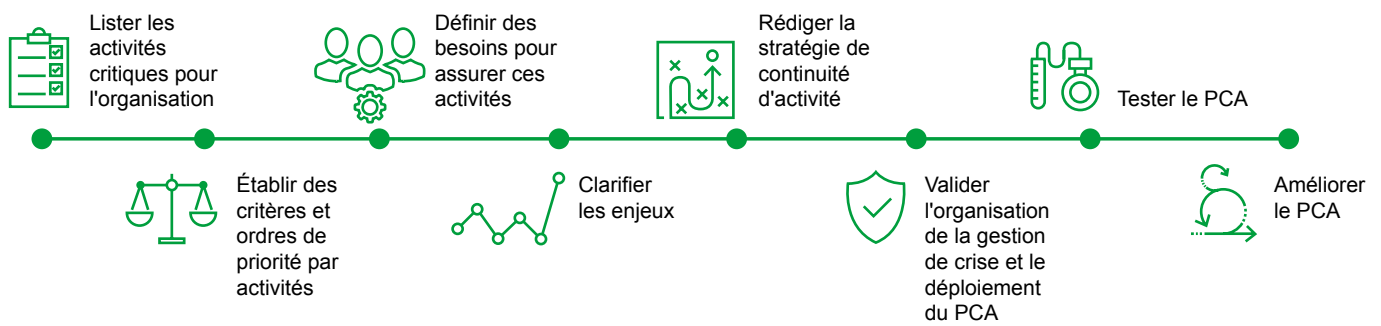 Lister les
activités
critiques pour
l'organisation
Établir des
critères et
ordres de
priorité par
activités
Définir des
besoins pour
assurer ces
activités
Clarifier
les enjeux
Rédiger la
stratégie de
continuité
d'activité
Valider
l'organisation
de la gestion
de crise et le
déploiement
du PCA
Tester le PCA
Améliorer
le PCA